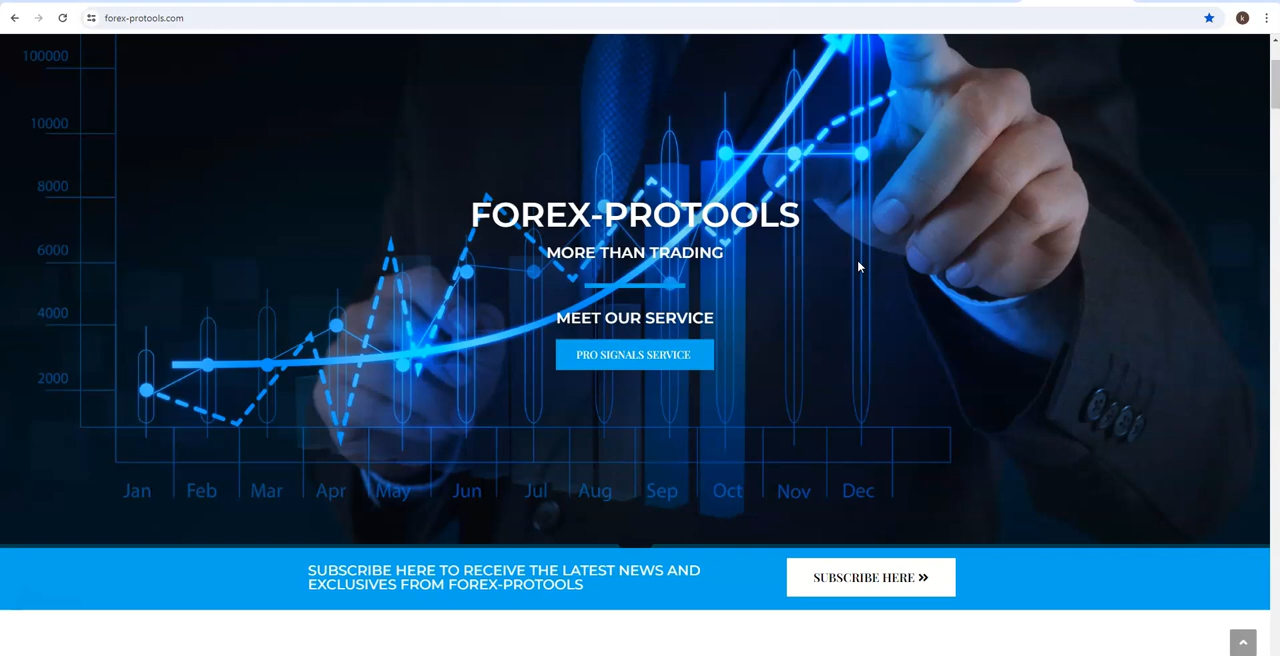 forex-protools.com
k
100000
10000
8000
6000
4000
2000
FOREX-PROTOOLS
MORE THAN TRADING
MEET OUR SERVICE
PRO SIGNALS SERVICE
Jan Feb Mar Apr May Jun Jul Aug Sep Oct Nov Dec
SUBSCRIBE HERE TO RECEIVE THE LATEST NEWS AND
EXCLUSIVES FROM FOREX-PROTOOLS
SUBSCRIBE HERE »